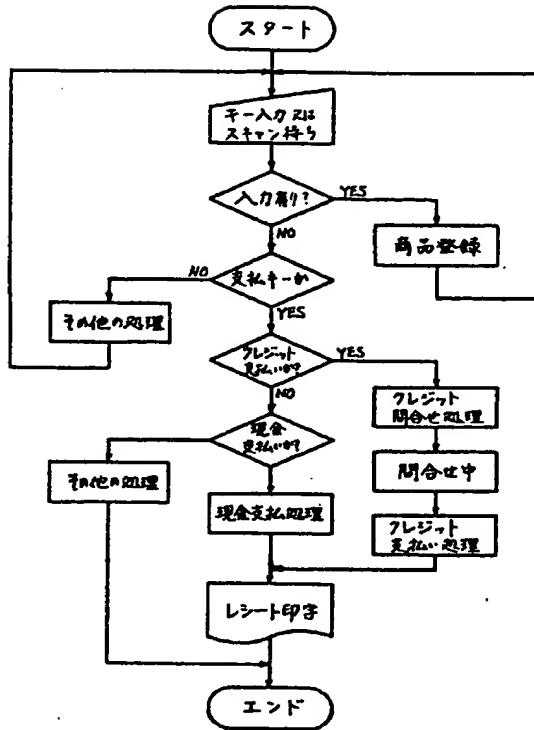 スタート
キー入力又は
スキャン待ち
入力有り?
YES
NO
商品登録
支払キーか
NO
YES
その他の処理
クレジット
支払いか?
YES
NO
クレジット
問合せ処理
現金
支払いか?
その他の処理
問合せ中
現金支払処理
クレジット
支払い処理
レシート印字
エンド